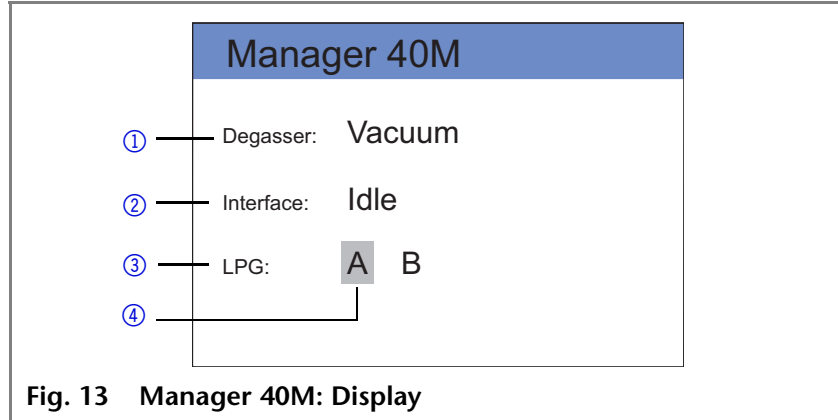 Manager 40M
① Degasser: Vacuum
② Interface: Idle
③ LPG: A B
④
Fig. 13 Manager 40M: Display